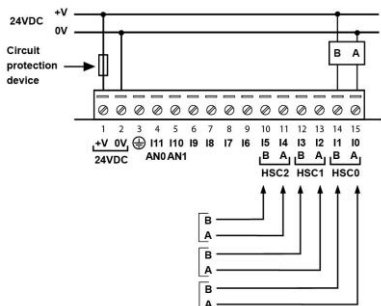 +V
24VDC
0V
Circuit
protection
device
B A
1 2 3 4 5 6 7 8 9 10 11 12 13 14 15
+V 0V I11 I10 I9 I8 I7 I6 I5 I4 I3 I2 I1 I0
24VDC AN0 AN1 B A B A B A
HSC2 HSC1 HSC0
B
A
B
A
B
A